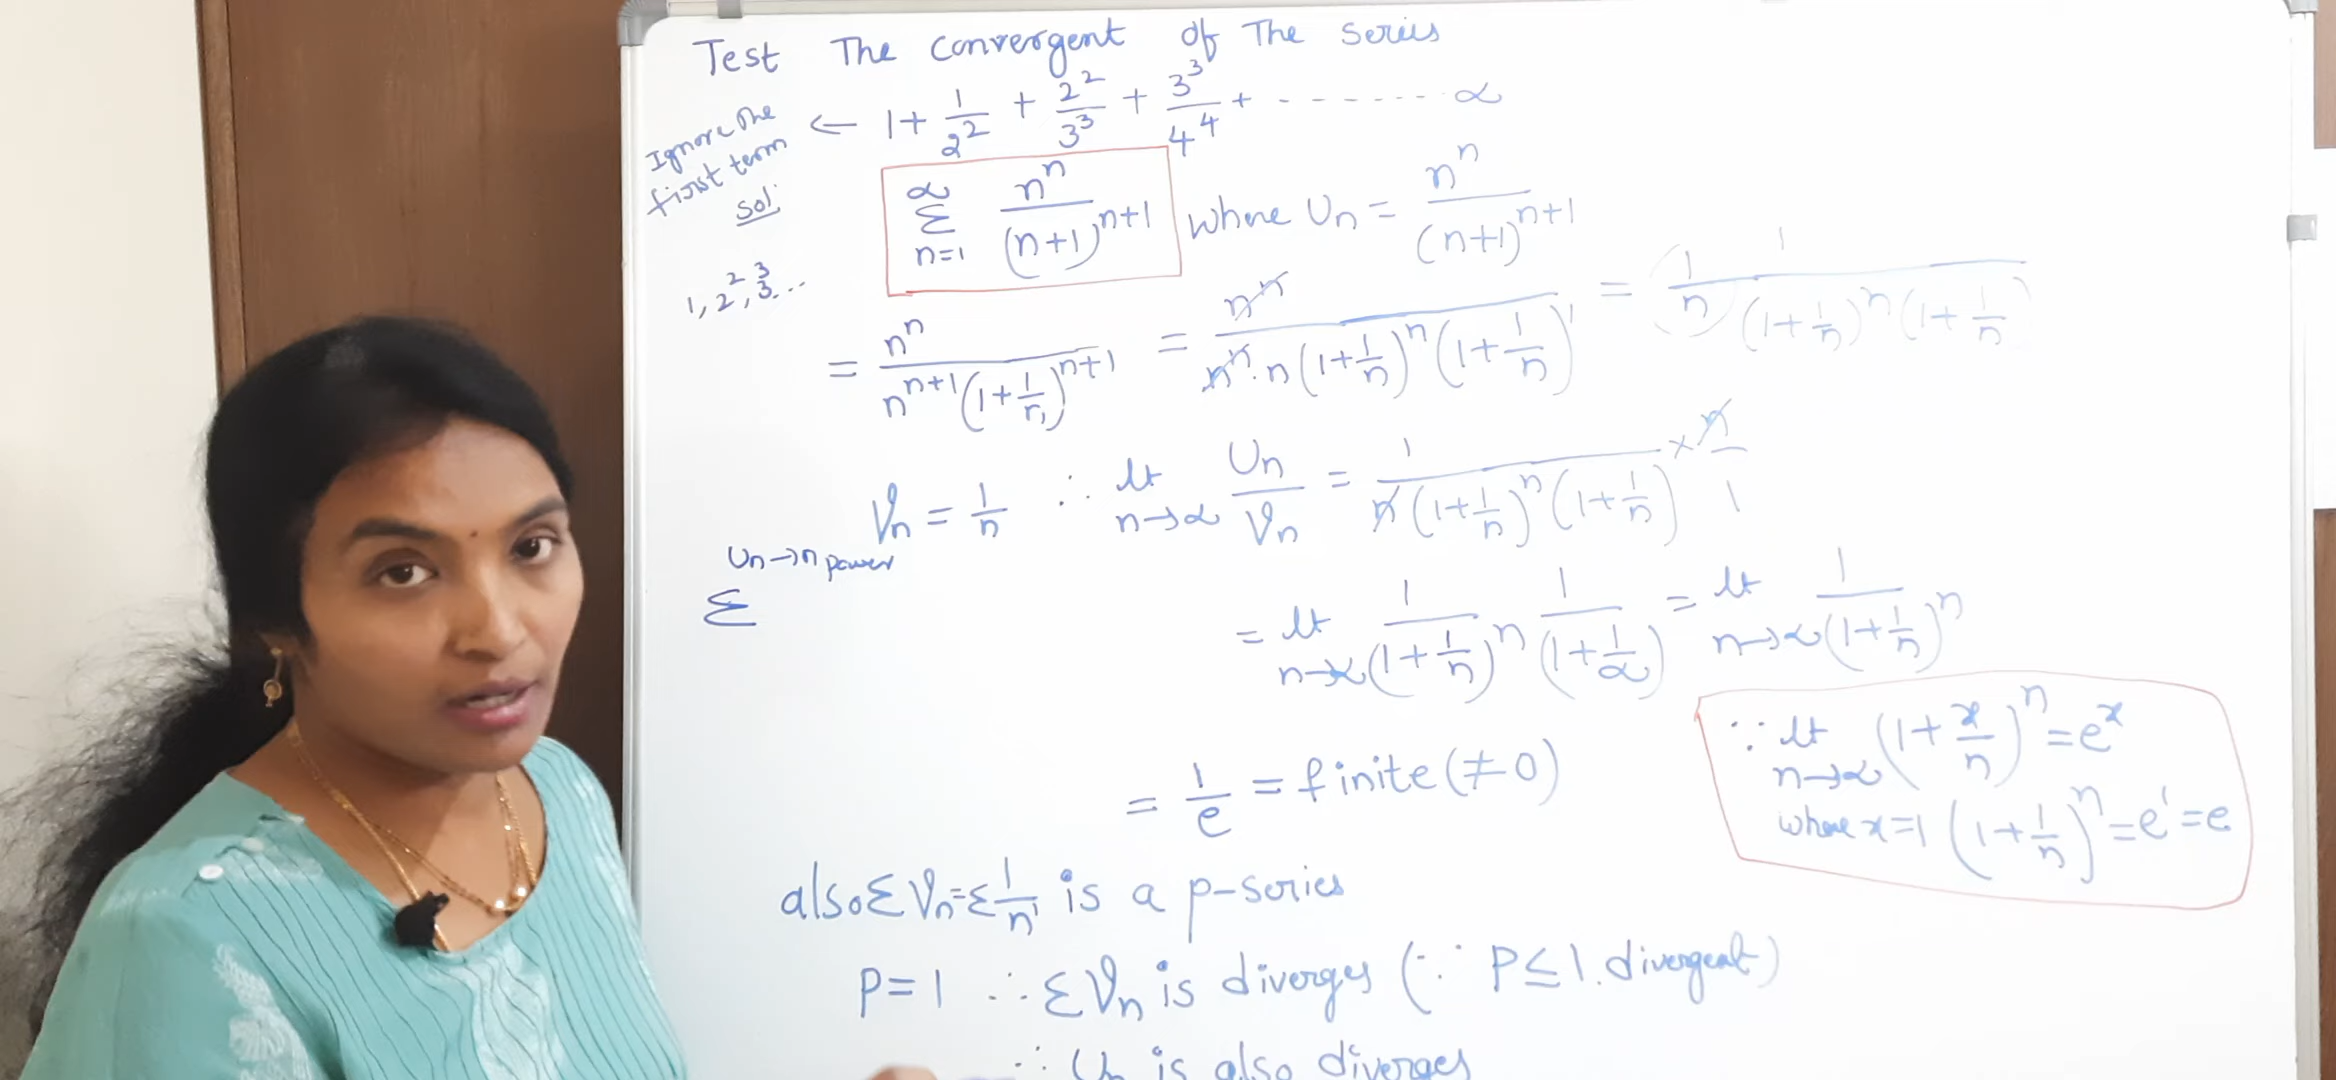 Test The Convergent of The Series
Ignore the first term ← 1 + 1/2² + 2²/3³ + 3³/4⁴ + - - - - - - - ∝
Sol:
∝ Σ n=1 nⁿ/(n+1)ⁿ⁺¹ where Un = nⁿ/(n+1)ⁿ⁺¹
1, 2², 3³...
= nⁿ/nⁿ⁺¹(1+1/n)ⁿ⁺¹ = nⁿ/nⁿ.n(1+1/n)ⁿ(1+1/n)¹ = 1/n 1/(1+1/n)ⁿ(1+1/n)
Vn = 1/n ∴ lt n→∝ Un/Vn = 1/n(1+1/n)ⁿ(1+1/n) × n/1
Un→n power
Σ
= lt n→∝ 1/(1+1/n)ⁿ 1/(1+1/∝) = lt n→∝ 1/(1+1/n)ⁿ
∵ lt n→∝ (1+x/n)ⁿ = eˣ
where x=1 (1+1/n)ⁿ = e¹ = e
= 1/e = finite (≠0)
also ΣVn = Σ1/n¹ is a p-series
P=1 ∴ ΣVn is diverges (∵ P≤1. divergent)
∴ Un is also diverges